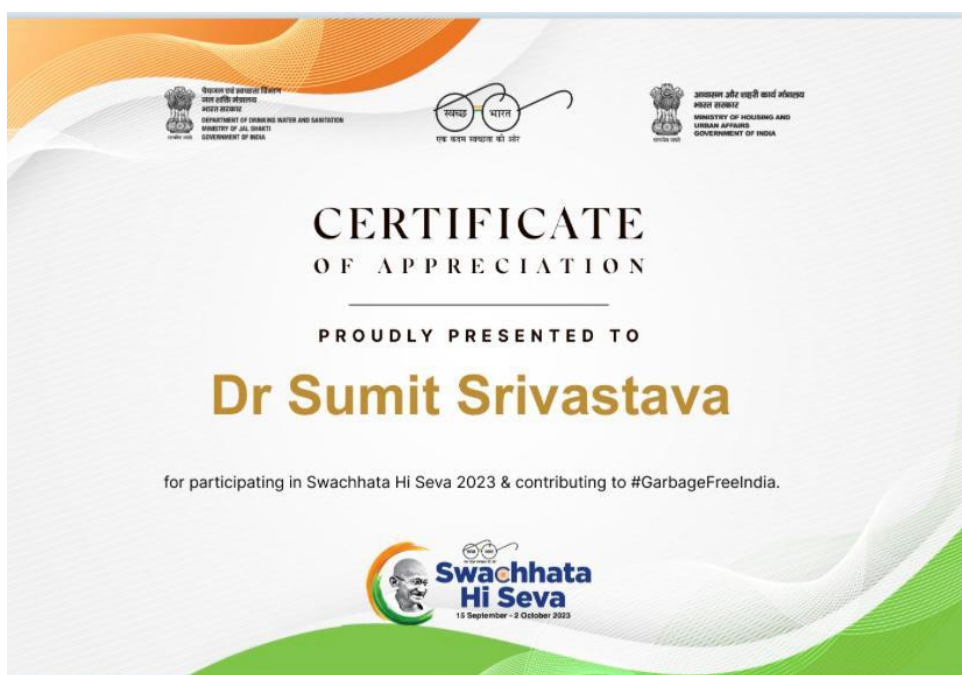 पेयजल एवं स्वच्छता विभाग
जल शक्ति मंत्रालय
भारत सरकार
DEPARTMENT OF DRINKING WATER AND SANITATION
MINISTRY OF JAL SHAKTI
GOVERNMENT OF INDIA
स्वच्छ भारत
एक कदम स्वच्छता की ओर
आवासन और शहरी कार्य मंत्रालय
भारत सरकार
MINISTRY OF HOUSING AND
URBAN AFFAIRS
GOVERNMENT OF INDIA
CERTIFICATE
OF APPRECIATION
PROUDLY PRESENTED TO
Dr Sumit Srivastava
for participating in Swachhata Hi Seva 2023 & contributing to #GarbageFreeIndia.
Swachhata
Hi Seva
15 September - 2 October 2023